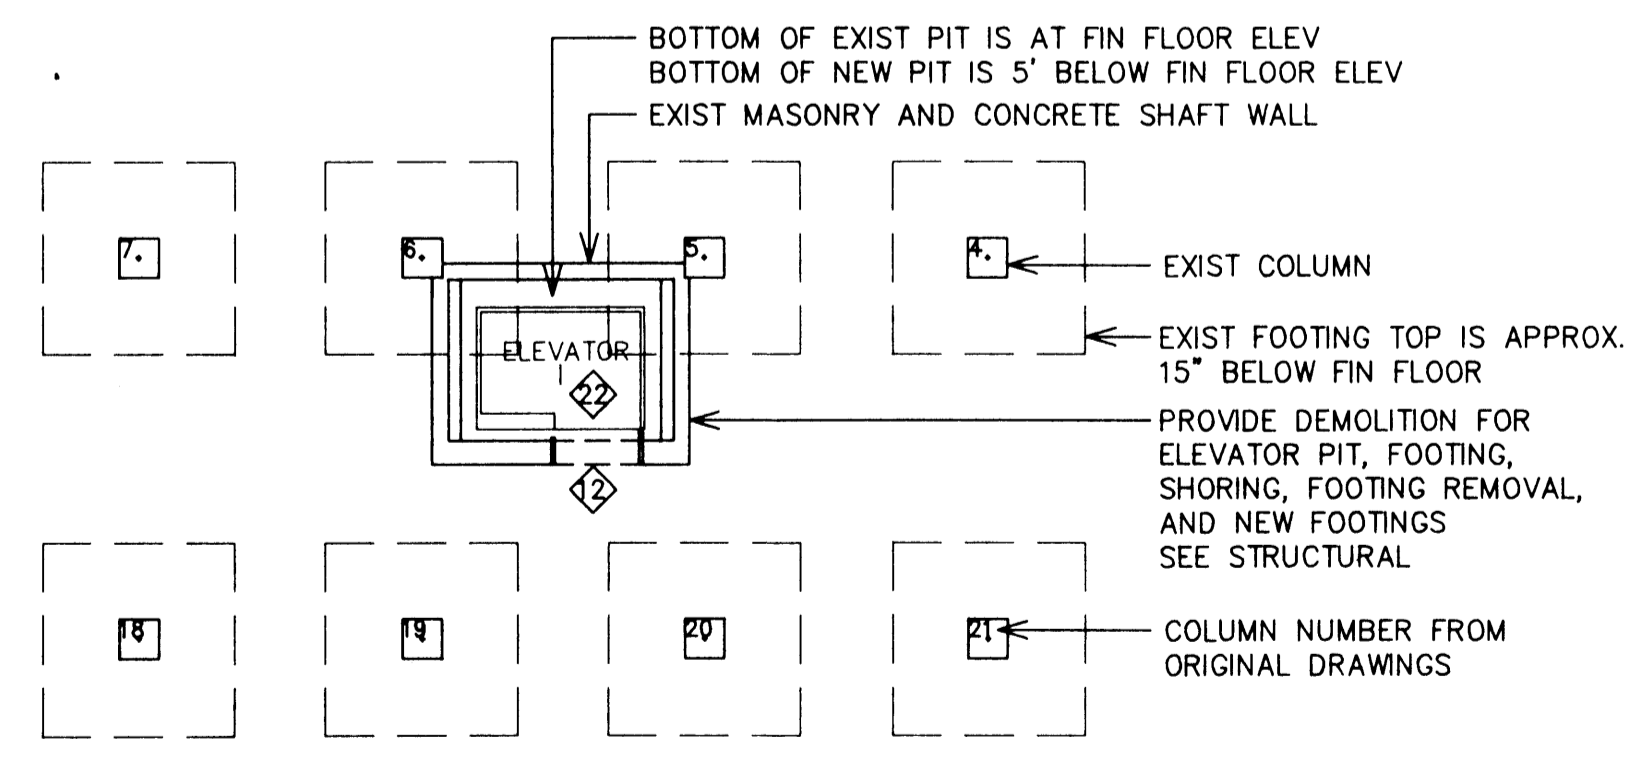 BOTTOM OF EXIST PIT IS AT FIN FLOOR ELEV
BOTTOM OF NEW PIT IS 5' BELOW FIN FLOOR ELEV
EXIST MASONRY AND CONCRETE SHAFT WALL
7.
6.
5.
4.
EXIST COLUMN
EXIST FOOTING TOP IS APPROX.
15" BELOW FIN FLOOR
ELEVATOR
22
PROVIDE DEMOLITION FOR
ELEVATOR PIT, FOOTING,
SHORING, FOOTING REMOVAL,
AND NEW FOOTINGS
SEE STRUCTURAL
12
18
19
20
21
COLUMN NUMBER FROM
ORIGINAL DRAWINGS